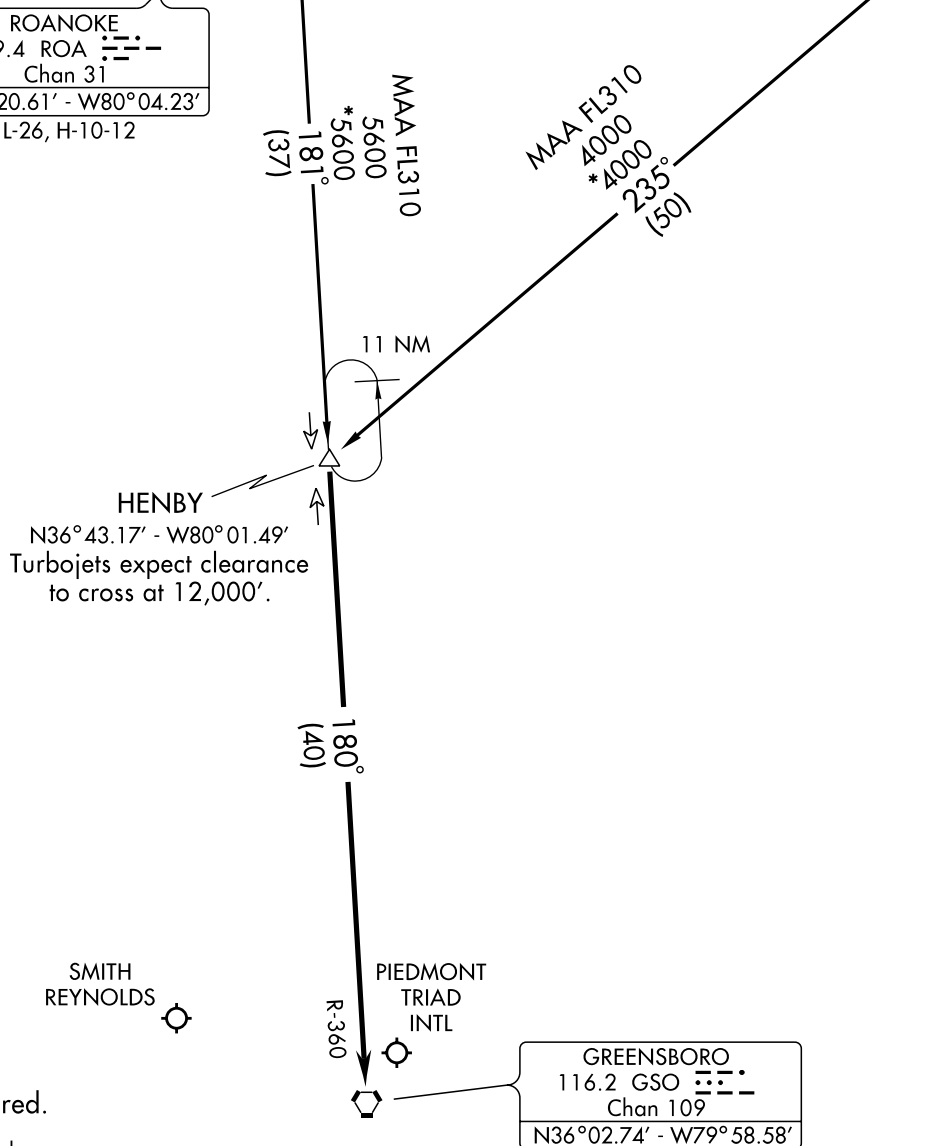 ROANOKE
9.4 ROA
Chan 31
20.61′ - W80°04.23′
L-26, H-10-12
MAA FL310
5600
*5600
181°
(37)
MAA FL310
4000
*4000
235°
(50)
11 NM
HENBY
N36°43.17′ - W80°01.49′
Turbojets expect clearance
to cross at 12,000′.
180°
(40)
SMITH
REYNOLDS
PIEDMONT
TRIAD
INTL
R-360
GREENSBORO
116.2 GSO
Chan 109
N36°02.74′ - W79°58.58′
red.